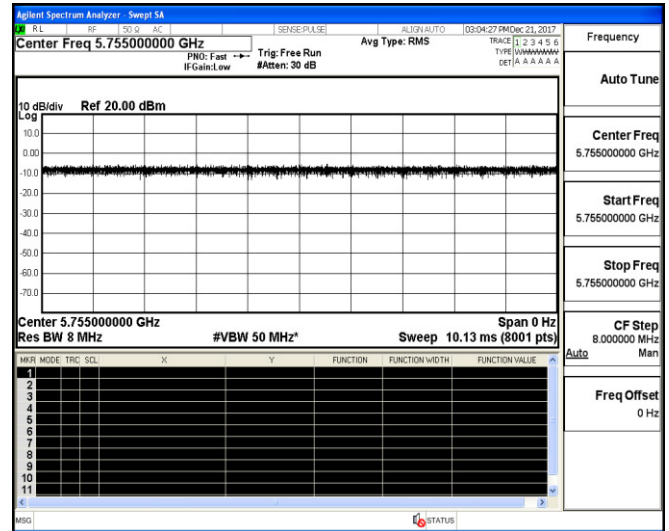 Agilent Spectrum Analyzer - Swept SA
RL RF 50 Ω AC SENSE:PULSE ALIGN AUTO 03:04:27 PM Dec 21, 2017
Center Freq 5.755000000 GHz
PNO: Fast
IFGain:Low
Trig: Free Run
#Atten: 30 dB
Avg Type: RMS
TRACE 1 2 3 4 5 6
TYPE
DET A A A A A A
10 dB/div Ref 20.00 dBm
Log
10.0
0.00
-10.0
-20.0
-30.0
-40.0
-50.0
-60.0
-70.0
Center 5.755000000 GHz Span 0 Hz
Res BW 8 MHz #VBW 50 MHz* Sweep 10.13 ms (8001 pts)
MKR MODE TRC SCL X Y FUNCTION FUNCTION WIDTH FUNCTION VALUE
1
2
3
4
5
6
7
8
9
10
11
MSG STATUS
Frequency
Auto Tune
Center Freq
5.755000000 GHz
Start Freq
5.755000000 GHz
Stop Freq
5.755000000 GHz
CF Step
8.000000 MHz
Auto Man
Freq Offset
0 Hz